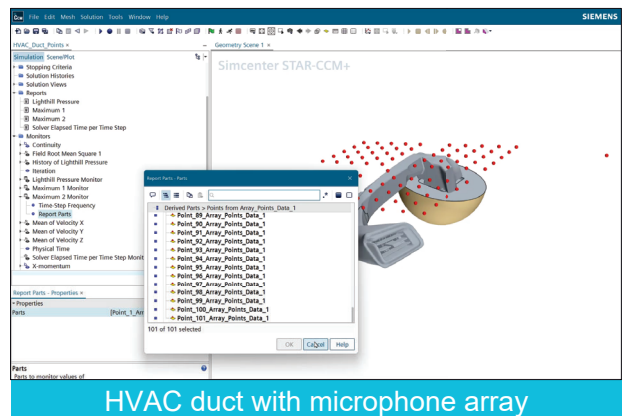 File Edit Mesh Solution Tools Window Help
SIEMENS
HVAC_Duct_Points ×
Geometry Scene 1 ×
Simulation Scene/Plot
Simcenter STAR-CCM+
Stopping Criteria
Solution Histories
Solution Views
Reports
Lighthill Pressure
Maximum 1
Maximum 2
Solver Elapsed Time per Time Step
Monitors
Continuity
Field Root Mean Square 1
History of Lighthill Pressure
Iteration
Lighthill Pressure Monitor
Maximum 1 Monitor
Maximum 2 Monitor
Time-Step Frequency
Report Parts
Mean of Velocity X
Mean of Velocity Y
Mean of Velocity Z
Physical Time
Solver Elapsed Time per Time Step Monit
X-momentum
Report Parts - Properties ×
Properties
Parts [Point_1_Arr
Parts
Parts to monitor values of
Report Parts - Parts
Derived Parts > Points from Array_Points_Data_1
Point_89_Array_Points_Data_1
Point_90_Array_Points_Data_1
Point_91_Array_Points_Data_1
Point_92_Array_Points_Data_1
Point_93_Array_Points_Data_1
Point_94_Array_Points_Data_1
Point_95_Array_Points_Data_1
Point_96_Array_Points_Data_1
Point_97_Array_Points_Data_1
Point_98_Array_Points_Data_1
Point_99_Array_Points_Data_1
Point_100_Array_Points_Data_1
Point_101_Array_Points_Data_1
101 of 101 selected
OK Cancel Help
HVAC duct with microphone array